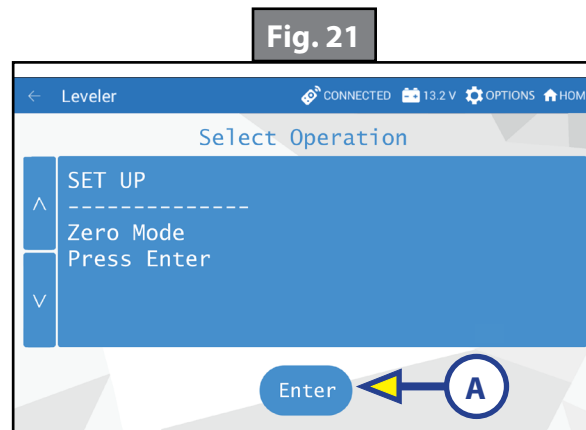 Fig. 21
← Leveler CONNECTED 13.2 V OPTIONS HOM
Select Operation
SET UP
--------------
Zero Mode
Press Enter
Enter
A